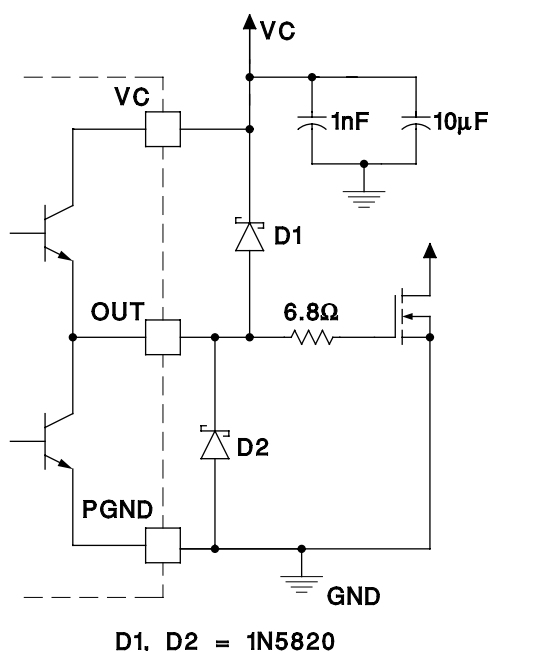 VC
VC
1nF
10µF
D1
OUT
6.8Ω
D2
PGND
GND
D1, D2 = 1N5820